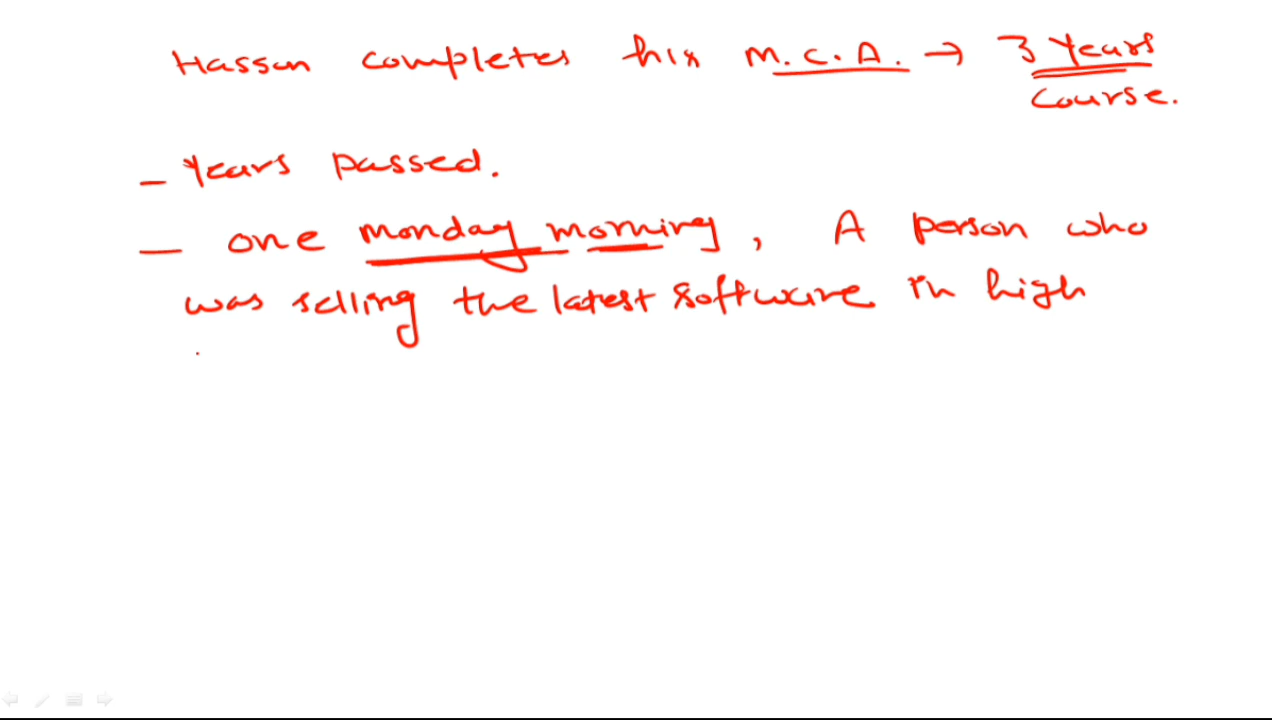 Hassan completes his M.C.A. → 3 Years
Course.
– Years passed.
– one monday morning, A person who
was selling the latest software in high